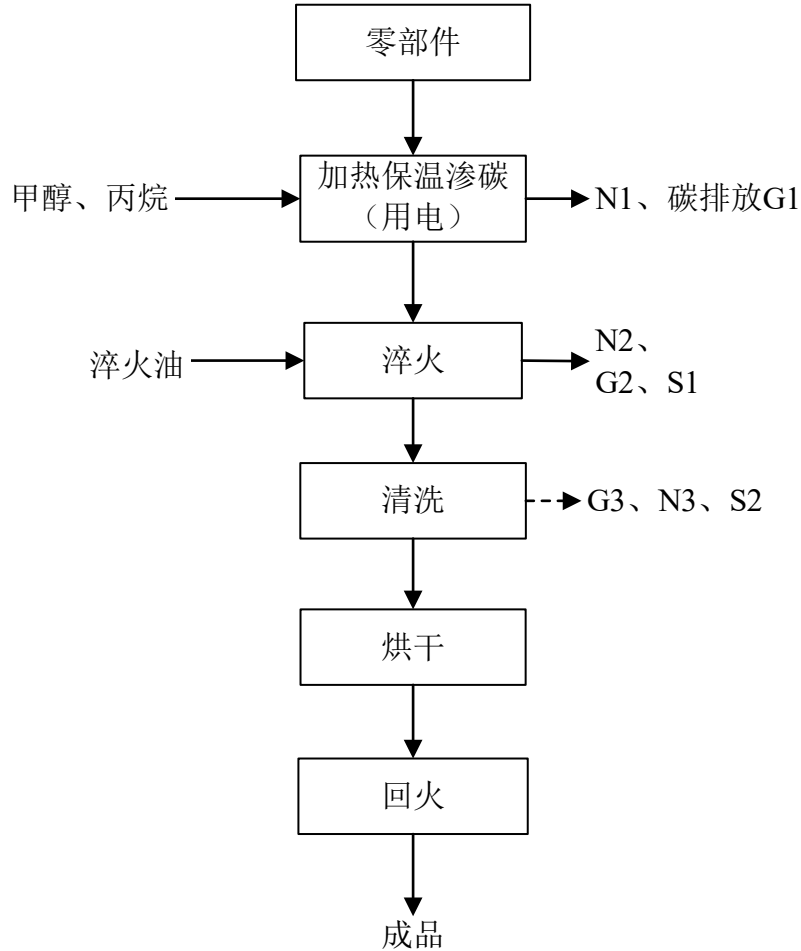 零部件
甲醇、丙烷
加热保温渗碳
（用电）
N1、碳排放G1
淬火油
淬火
N2、
G2、S1
清洗
G3、N3、S2
烘干
回火
成品